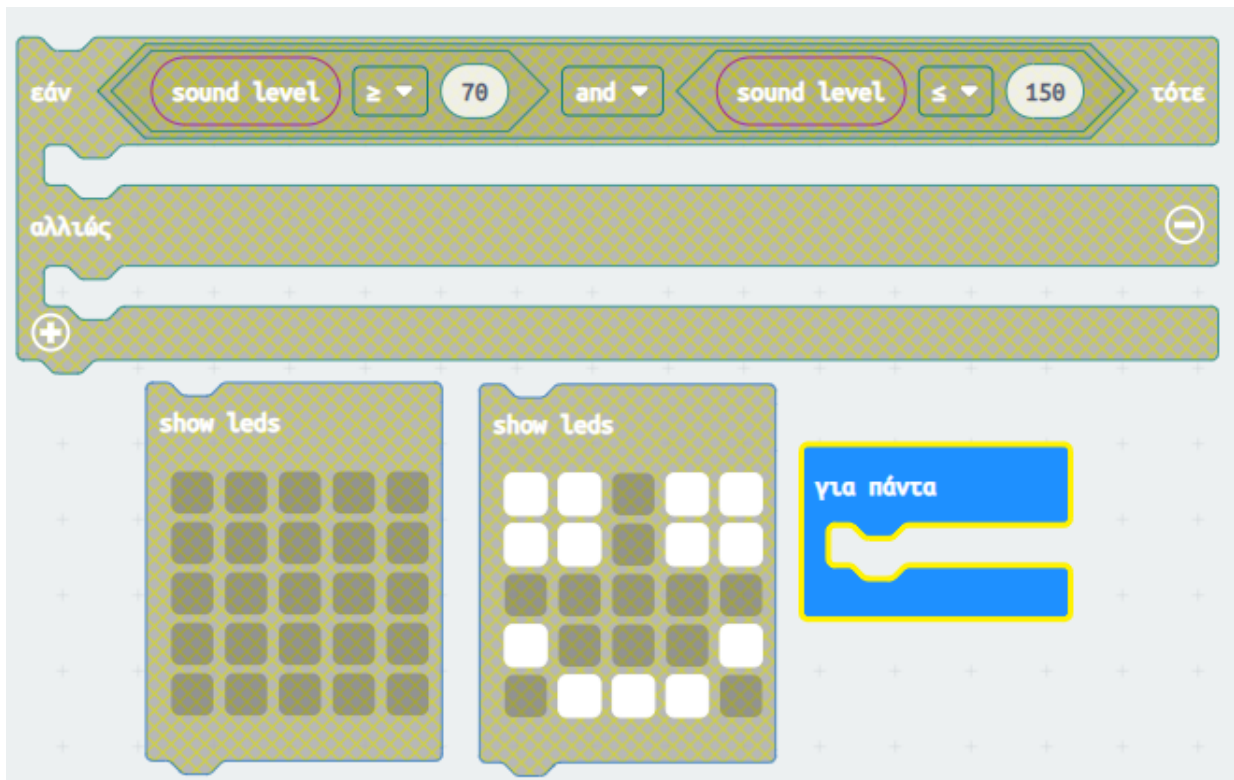 εάν sound level ≥ 70 and sound level ≤ 150 τότε
αλλιώς
show leds
show leds
για πάντα